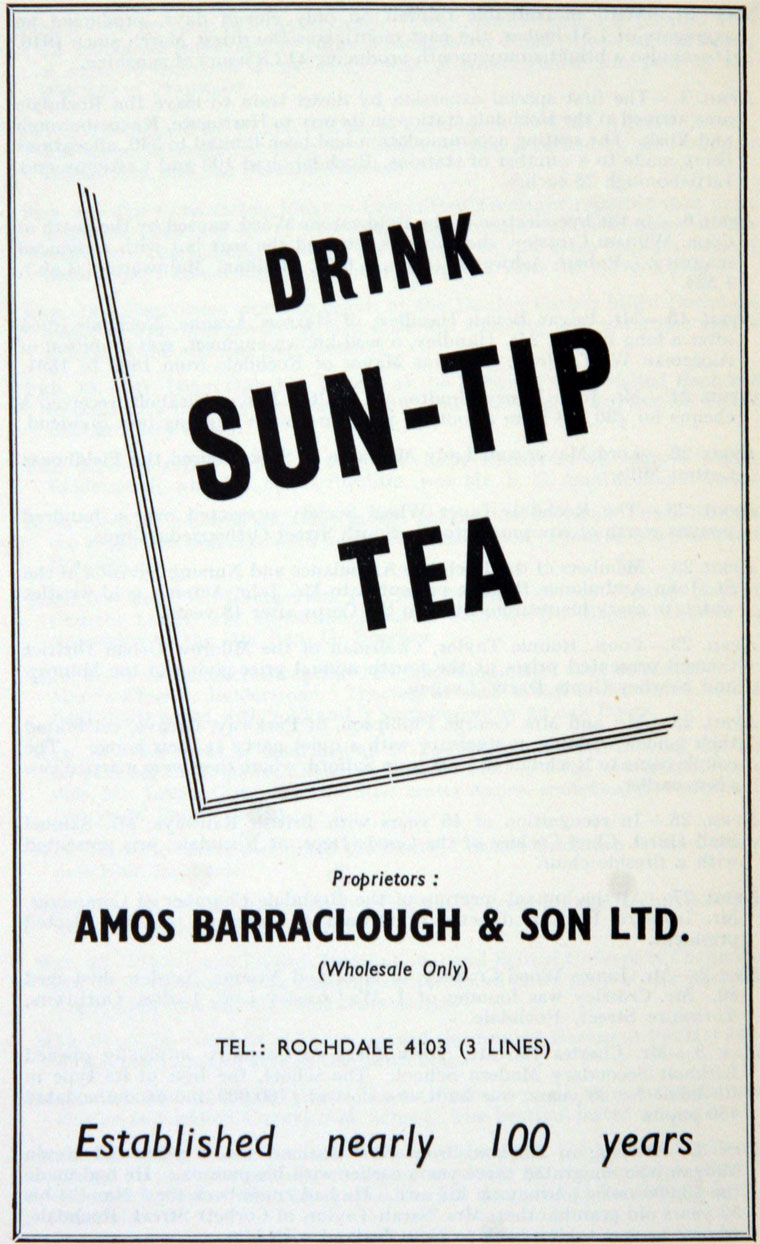 DRINK
SUN-TIP
TEA
Proprietors :
AMOS BARRACLOUGH & SON LTD.
(Wholesale Only)
TEL.: ROCHDALE 4103 (3 LINES)
Established nearly 100 years